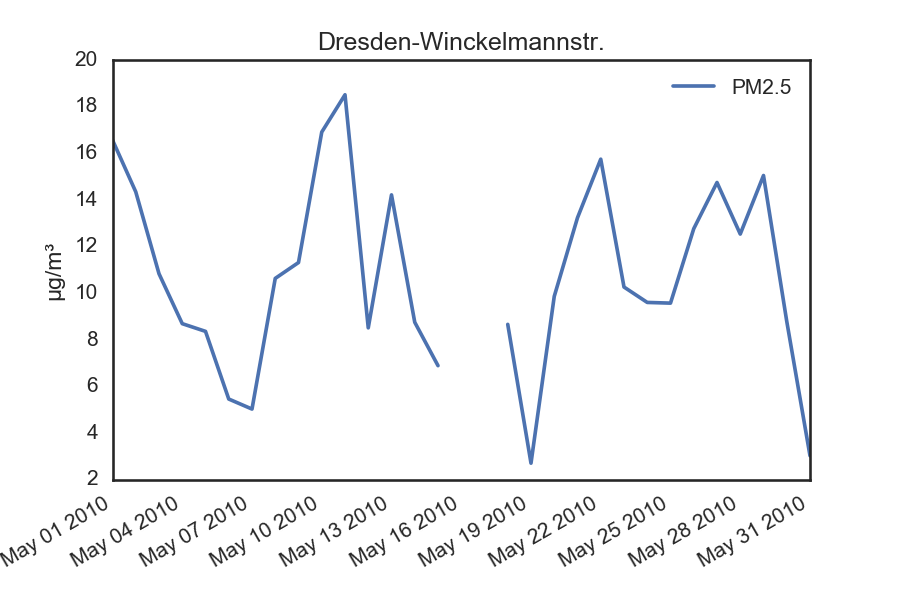 Dresden-Winckelmannstr.
20
18
16
14
12
10
8
6
4
2
µg/m³
PM2.5
May 01 2010
May 04 2010
May 07 2010
May 10 2010
May 13 2010
May 16 2010
May 19 2010
May 22 2010
May 25 2010
May 28 2010
May 31 2010